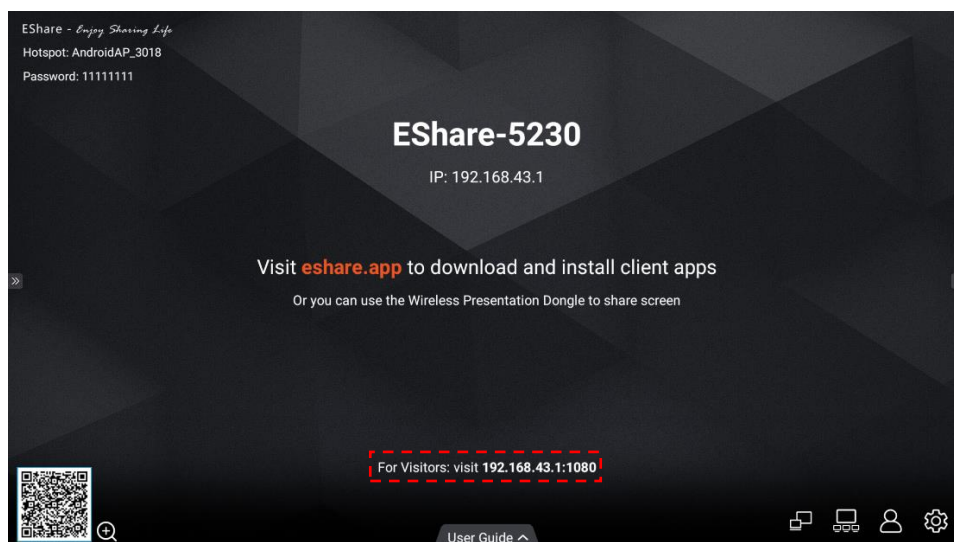 EShare - Enjoy Sharing Life
Hotspot: AndroidAP_3018
Password: 11111111
EShare-5230
IP: 192.168.43.1
Visit eshare.app to download and install client apps
Or you can use the Wireless Presentation Dongle to share screen
For Visitors: visit 192.168.43.1:1080
User Guide